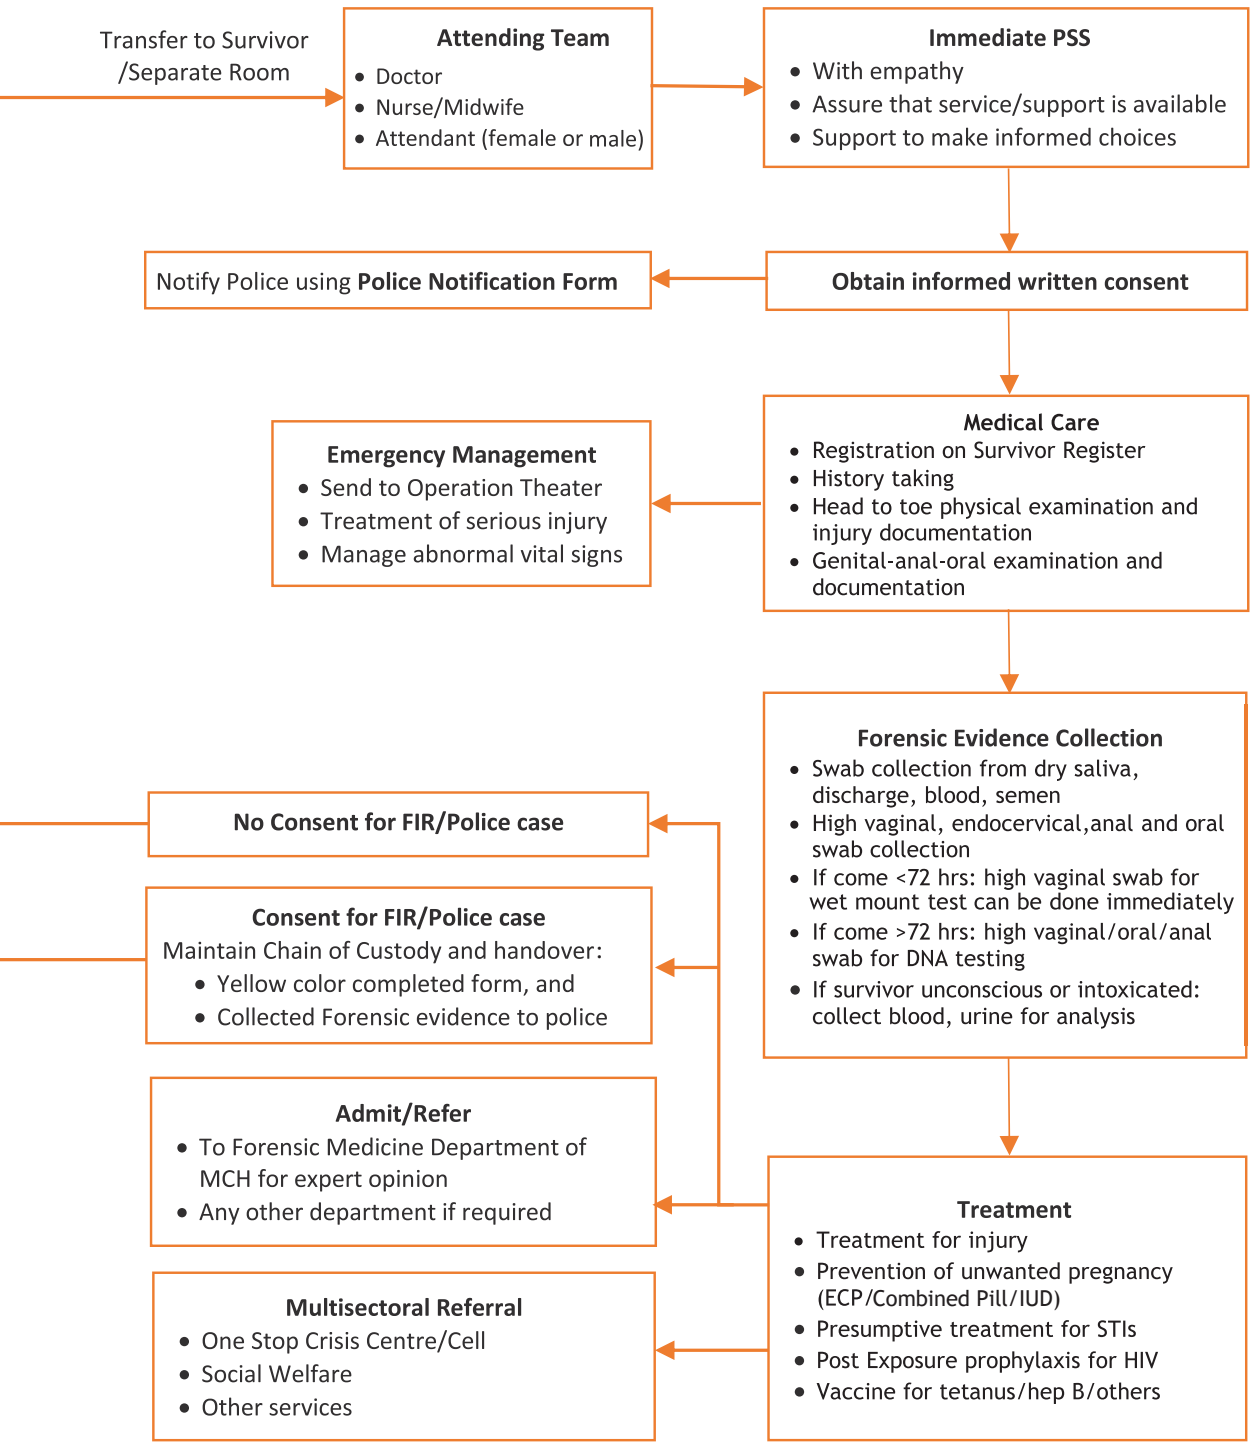 Transfer to Survivor
/Separate Room
Attending Team
• Doctor
• Nurse/Midwife
• Attendant (female or male)
Immediate PSS
• With empathy
• Assure that service/support is available
• Support to make informed choices
Notify Police using Police Notification Form
Obtain informed written consent
Emergency Management
• Send to Operation Theater
• Treatment of serious injury
• Manage abnormal vital signs
Medical Care
• Registration on Survivor Register
• History taking
• Head to toe physical examination and
injury documentation
• Genital-anal-oral examination and
documentation
Forensic Evidence Collection
• Swab collection from dry saliva,
discharge, blood, semen
• High vaginal, endocervical,anal and oral
swab collection
• If come <72 hrs: high vaginal swab for
wet mount test can be done immediately
• If come >72 hrs: high vaginal/oral/anal
swab for DNA testing
• If survivor unconscious or intoxicated:
collect blood, urine for analysis
No Consent for FIR/Police case
Consent for FIR/Police case
Maintain Chain of Custody and handover:
• Yellow color completed form, and
• Collected Forensic evidence to police
Admit/Refer
• To Forensic Medicine Department of
MCH for expert opinion
• Any other department if required
Multisectoral Referral
• One Stop Crisis Centre/Cell
• Social Welfare
• Other services
Treatment
• Treatment for injury
• Prevention of unwanted pregnancy
(ECP/Combined Pill/IUD)
• Presumptive treatment for STIs
• Post Exposure prophylaxis for HIV
• Vaccine for tetanus/hep B/others